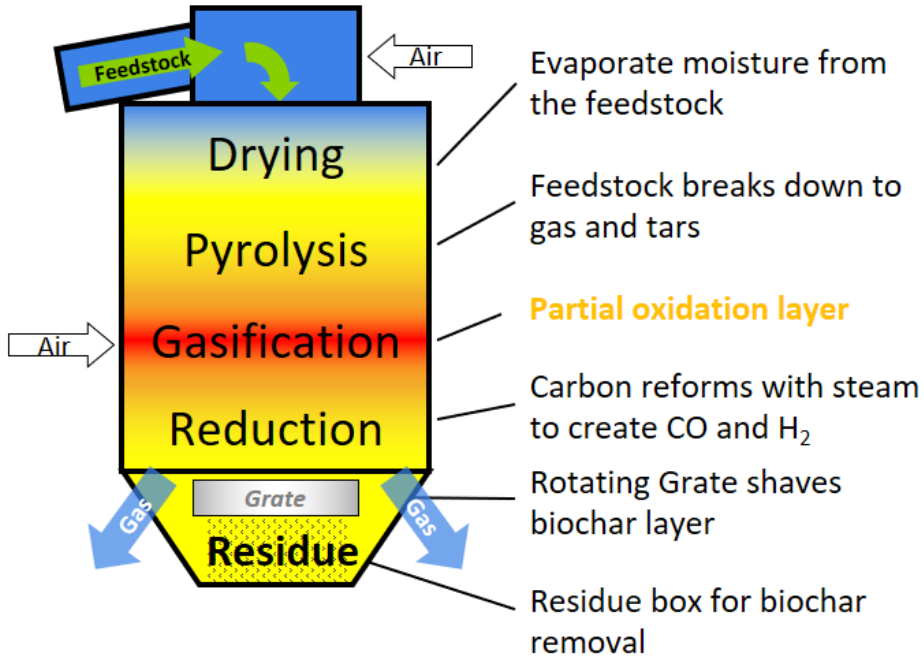 Feedstock
Air
Evaporate moisture from
the feedstock
Drying
Feedstock breaks down to
gas and tars
Pyrolysis
Partial oxidation layer
Air
Gasification
Carbon reforms with steam
to create CO and H₂
Reduction
Rotating Grate shaves
biochar layer
Grate
Gas
Gas
Residue
Residue box for biochar
removal